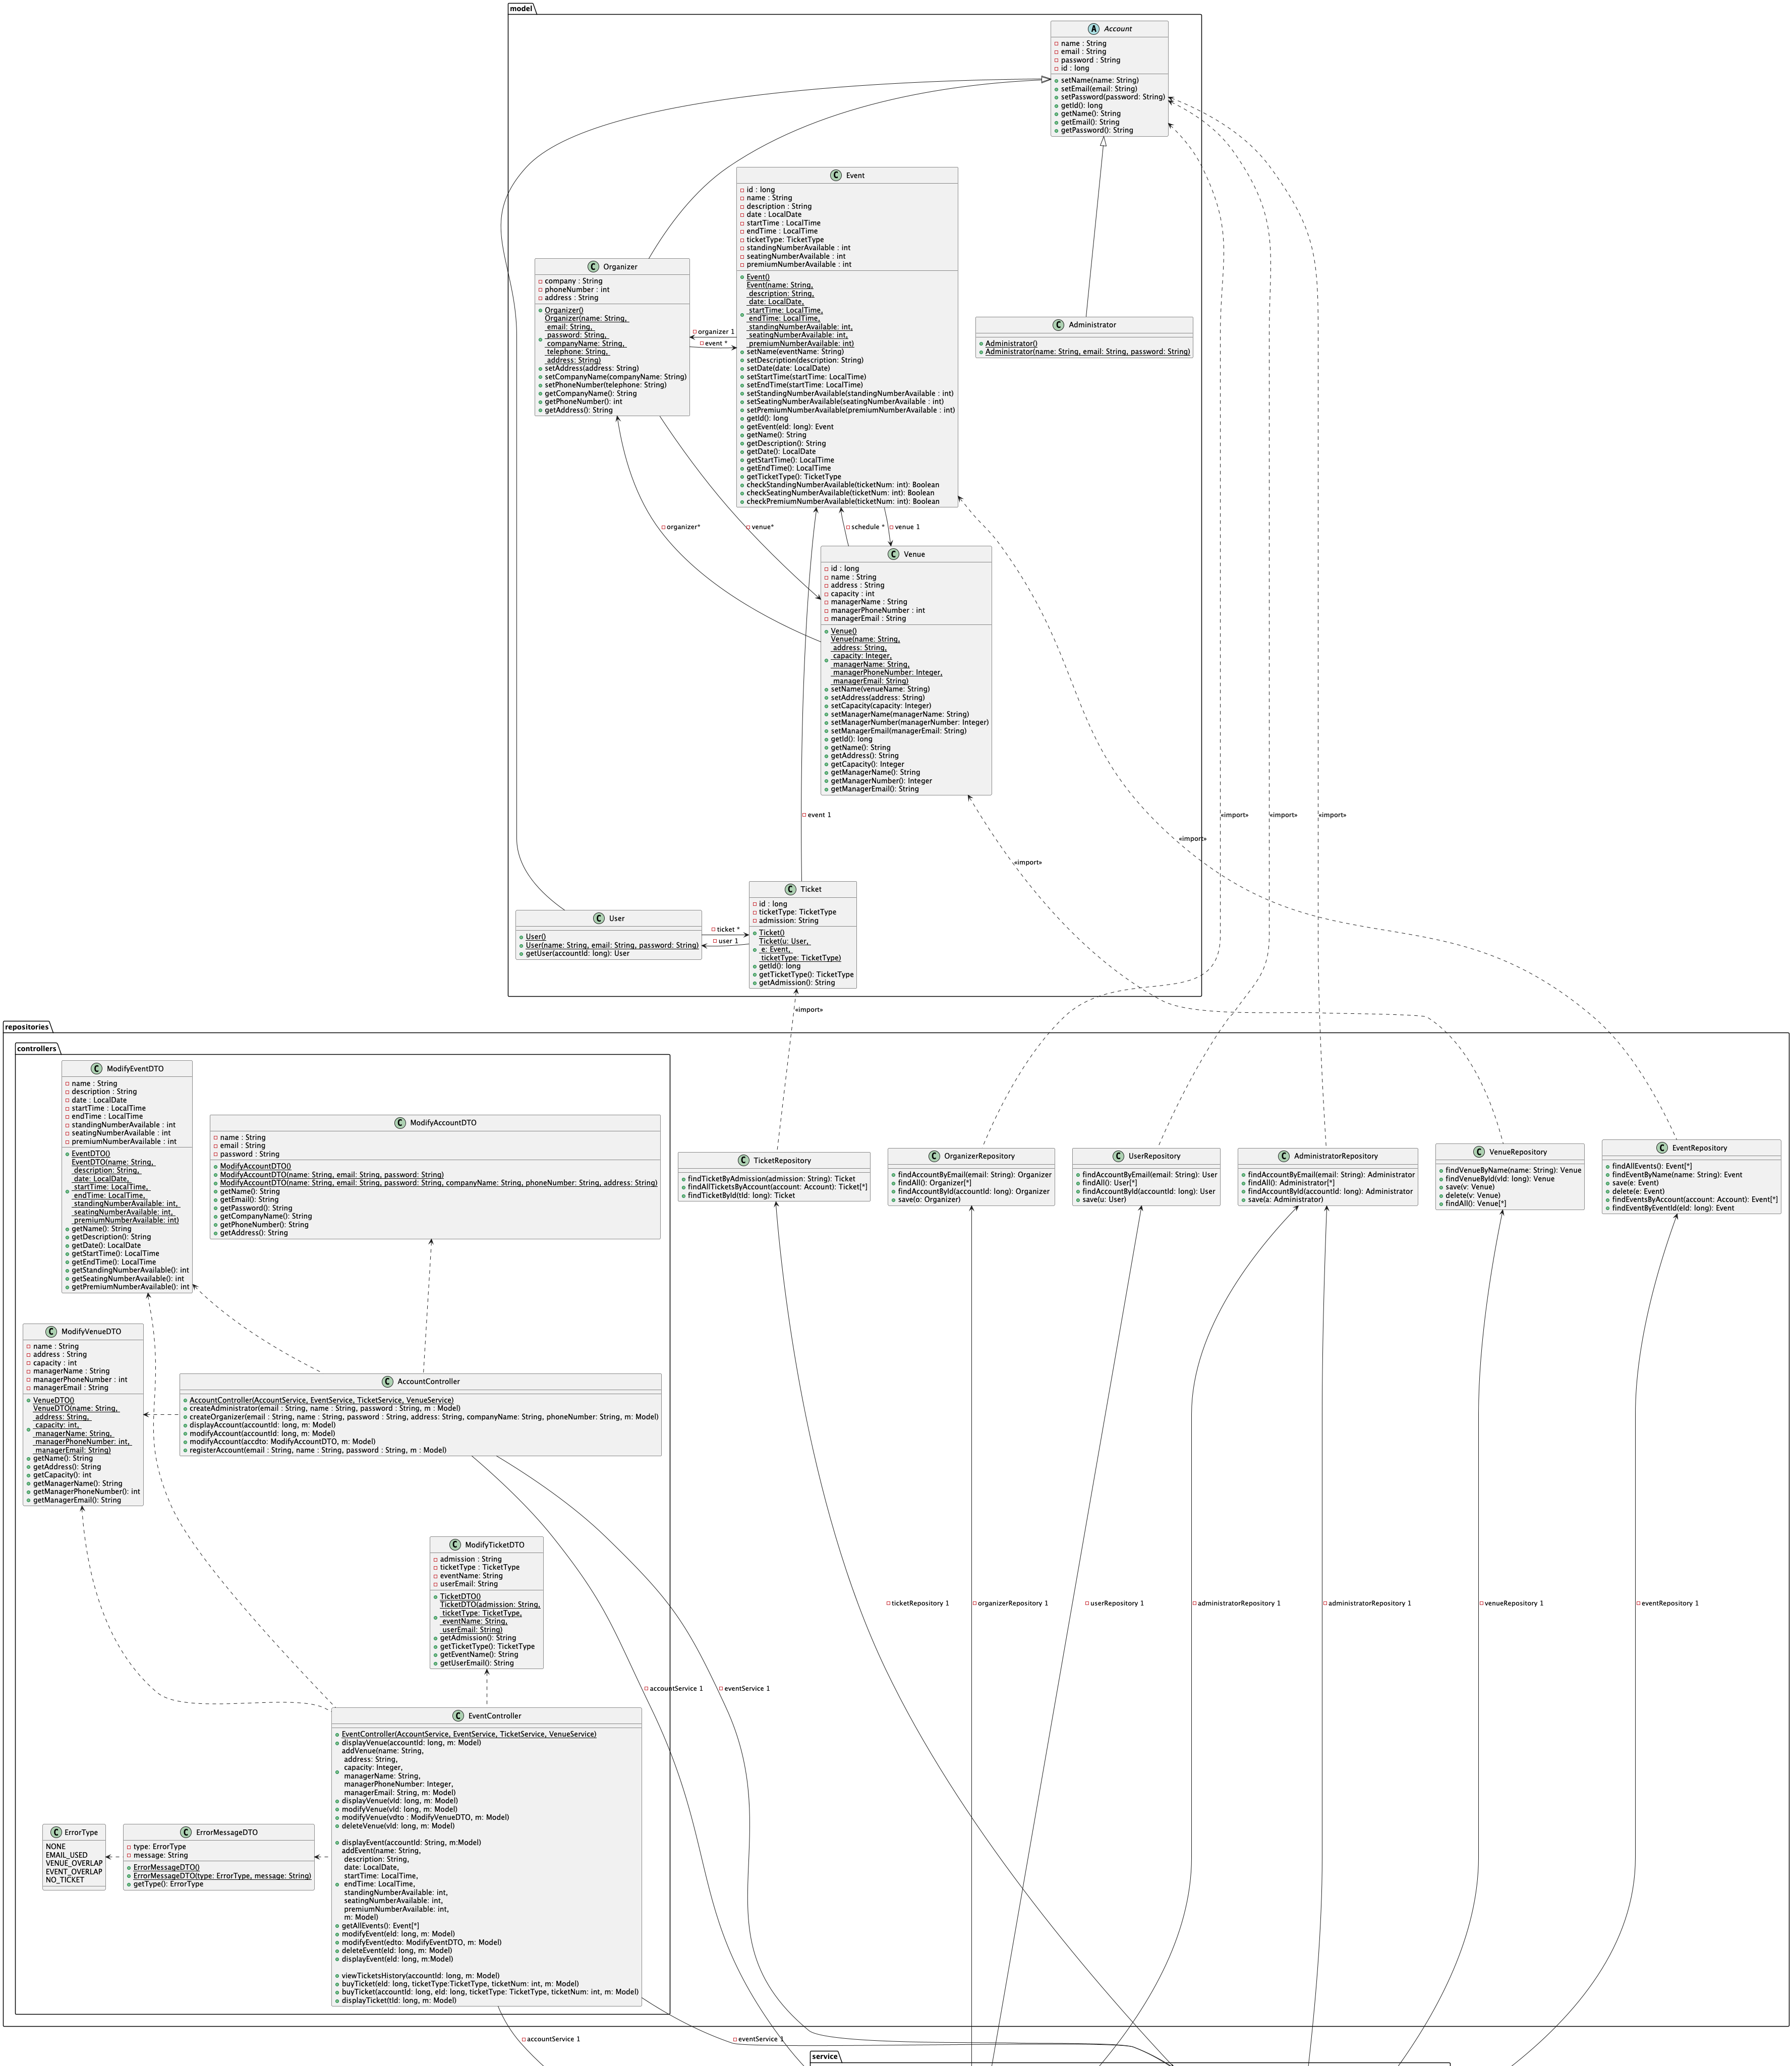 model
A Account
name : String
email : String
password : String
id : long
setName(name: String)
setEmail(email: String)
setPassword(password: String)
getId(): long
getName(): String
getEmail(): String
getPassword(): String
C Event
id : long
name : String
description : String
date : LocalDate
startTime : LocalTime
endTime : LocalTime
ticketType: TicketType
standingNumberAvailable : int
seatingNumberAvailable : int
premiumNumberAvailable : int
Event()
Event(name: String,
description: String,
date: LocalDate,
startTime: LocalTime,
endTime: LocalTime,
standingNumberAvailable: int,
seatingNumberAvailable: int,
premiumNumberAvailable: int)
setName(eventName: String)
setDescription(description: String)
setDate(date: LocalDate)
setStartTime(startTime: LocalTime)
setEndTime(startTime: LocalTime)
setStandingNumberAvailable(standingNumberAvailable : int)
setSeatingNumberAvailable(seatingNumberAvailable : int)
setPremiumNumberAvailable(premiumNumberAvailable : int)
getId(): long
getEvent(eId: long): Event
getName(): String
getDescription(): String
getDate(): LocalDate
getStartTime(): LocalTime
getEndTime(): LocalTime
getTicketType(): TicketType
checkStandingNumberAvailable(ticketNum: int): Boolean
checkSeatingNumberAvailable(ticketNum: int): Boolean
checkPremiumNumberAvailable(ticketNum: int): Boolean
C Organizer
company : String
phoneNumber : int
address : String
Organizer()
Organizer(name: String,
email: String,
password: String,
companyName: String,
telephone: String,
address: String)
setAddress(address: String)
setCompanyName(companyName: String)
setPhoneNumber(telephone: String)
getCompanyName(): String
getPhoneNumber(): int
getAddress(): String
organizer 1
event *
C Administrator
Administrator()
Administrator(name: String, email: String, password: String)
organizer*
venue*
schedule *
venue 1
C Venue
id : long
name : String
address : String
capacity : int
managerName : String
managerPhoneNumber : int
managerEmail : String
Venue()
Venue(name: String,
address: String,
capacity: Integer,
managerName: String,
managerPhoneNumber: Integer,
managerEmail: String)
setName(venueName: String)
setAddress(address: String)
setCapacity(capacity: Integer)
setManagerName(managerName: String)
setManagerNumber(managerNumber: Integer)
setManagerEmail(managerEmail: String)
getId(): long
getName(): String
getAddress(): String
getCapacity(): Integer
getManagerName(): String
getManagerNumber(): Integer
getManagerEmail(): String
event 1
«import»
«import»
«import»
«import»
«import»
C User
User()
User(name: String, email: String, password: String)
getUser(accountId: long): User
ticket *
user 1
C Ticket
id : long
ticketType: TicketType
admission: String
Ticket()
Ticket(u: User,
e: Event,
ticketType: TicketType)
getId(): long
getTicketType(): TicketType
getAdmission(): String
«import»
repositories
controllers
C ModifyEventDTO
name : String
description : String
date : LocalDate
startTime : LocalTime
endTime : LocalTime
standingNumberAvailable : int
seatingNumberAvailable : int
premiumNumberAvailable : int
EventDTO()
EventDTO(name: String,
description: String,
date: LocalDate,
startTime: LocalTime,
endTime: LocalTime,
standingNumberAvailable: int,
seatingNumberAvailable: int,
premiumNumberAvailable: int)
getName(): String
getDescription(): String
getDate(): LocalDate
getStartTime(): LocalTime
getEndTime(): LocalTime
getStandingNumberAvailable(): int
getSeatingNumberAvailable(): int
getPremiumNumberAvailable(): int
C ModifyAccountDTO
name : String
email : String
password : String
ModifyAccountDTO()
ModifyAccountDTO(name: String, email: String, password: String)
ModifyAccountDTO(name: String, email: String, password: String, companyName: String, phoneNumber: String, address: String)
getName(): String
getEmail(): String
getPassword(): String
getCompanyName(): String
getPhoneNumber(): String
getAddress(): String
C TicketRepository
findTicketByAdmission(admission: String): Ticket
findAllTicketsByAccount(account: Account): Ticket[*]
findTicketById(tId: long): Ticket
C OrganizerRepository
findAccountByEmail(email: String): Organizer
findAll(): Organizer[*]
findAccountById(accountId: long): Organizer
save(o: Organizer)
C UserRepository
findAccountByEmail(email: String): User
findAll(): User[*]
findAccountById(accountId: long): User
save(u: User)
C AdministratorRepository
findAccountByEmail(email: String): Administrator
findAll(): Administrator[*]
findAccountById(accountId: long): Administrator
save(a: Administrator)
C VenueRepository
findVenueByName(name: String): Venue
findVenueById(vId: long): Venue
save(v: Venue)
delete(v: Venue)
findAll(): Venue[*]
C EventRepository
findAllEvents(): Event[*]
findEventByName(name: String): Event
save(e: Event)
delete(e: Event)
findEventsByAccount(account: Account): Event[*]
findEventByEventId(eId: long): Event
C ModifyVenueDTO
name : String
address : String
capacity : int
managerName : String
managerPhoneNumber : int
managerEmail : String
VenueDTO()
VenueDTO(name: String,
address: String,
capacity: int,
managerName: String,
managerPhoneNumber: int,
managerEmail: String)
getName(): String
getAddress(): String
getCapacity(): int
getManagerName(): String
getManagerPhoneNumber(): int
getManagerEmail(): String
C AccountController
AccountController(AccountService, EventService, TicketService, VenueService)
createAdministrator(email : String, name : String, password : String, m : Model)
createOrganizer(email : String, name : String, password : String, address: String, companyName: String, phoneNumber: String, m: Model)
displayAccount(accountId: long, m: Model)
modifyAccount(accountId: long, m: Model)
modifyAccount(accdto: ModifyAccountDTO, m: Model)
registerAccount(email : String, name : String, password : String, m : Model)
C ModifyTicketDTO
admission : String
ticketType : TicketType
eventName: String
userEmail: String
TicketDTO()
TicketDTO(admission: String,
ticketType: TicketType,
eventName: String,
userEmail: String)
getAdmission(): String
getTicketType(): TicketType
getEventName(): String
getUserEmail(): String
ticketRepository 1
organizerRepository 1
userRepository 1
administratorRepository 1
administratorRepository 1
venueRepository 1
eventRepository 1
accountService 1
eventService 1
C EventController
EventController(AccountService, EventService, TicketService, VenueService)
displayVenue(accountId: long, m: Model)
addVenue(name: String,
address: String,
capacity: Integer,
managerName: String,
managerPhoneNumber: Integer,
managerEmail: String, m: Model)
displayVenue(vId: long, m: Model)
modifyVenue(vId: long, m: Model)
modifyVenue(vdto : ModifyVenueDTO, m: Model)
deleteVenue(vId: long, m: Model)
displayEvent(accountId: String, m:Model)
addEvent(name: String,
description: String,
date: LocalDate,
startTime: LocalTime,
endTime: LocalTime,
standingNumberAvailable: int,
seatingNumberAvailable: int,
premiumNumberAvailable: int,
m: Model)
getAllEvents(): Event[*]
modifyEvent(eId: long, m: Model)
modifyEvent(edto: ModifyEventDTO, m: Model)
deleteEvent(eId: long, m: Model)
displayEvent(eId: long, m:Model)
viewTicketsHistory(accountId: long, m: Model)
buyTicket(eId: long, ticketType:TicketType, ticketNum: int, m: Model)
buyTicket(accountId: long, eId: long, ticketType: TicketType, ticketNum: int, m: Model)
displayTicket(tId: long, m: Model)
C ErrorType
NONE
EMAIL_USED
VENUE_OVERLAP
EVENT_OVERLAP
NO_TICKET
C ErrorMessageDTO
type: ErrorType
message: String
ErrorMessageDTO()
ErrorMessageDTO(type: ErrorType, message: String)
getType(): ErrorType
accountService 1
eventService 1
service